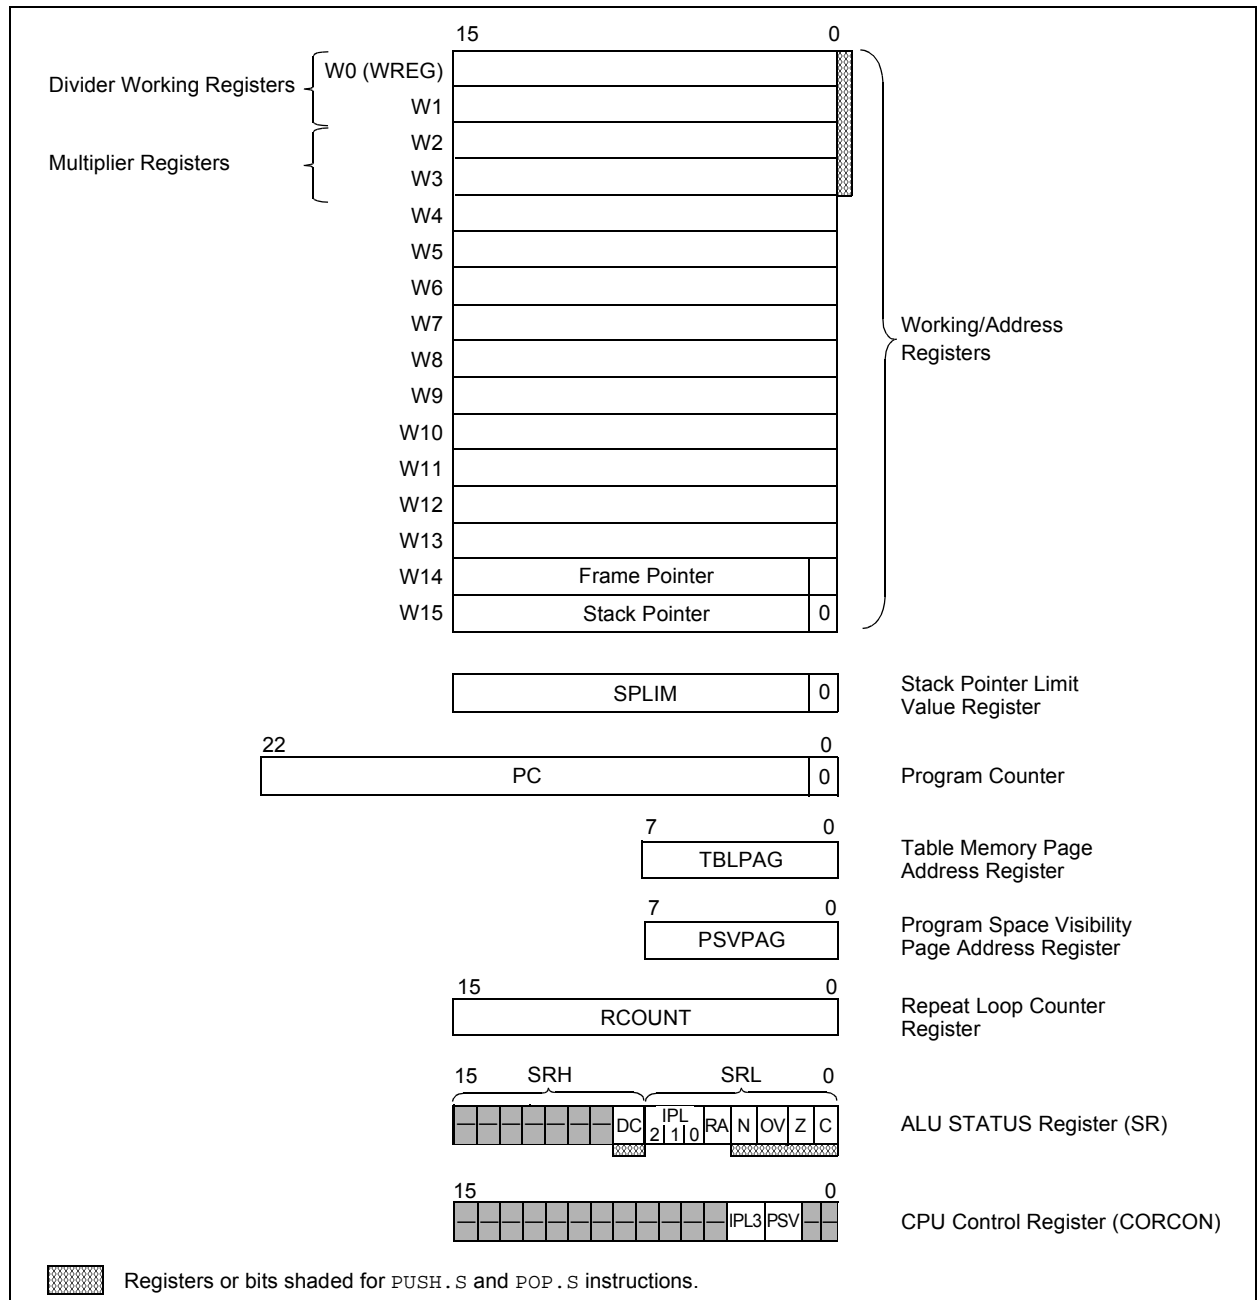 15 0
Divider Working Registers
W0 (WREG)
W1
Multiplier Registers
W2
W3
W4
W5
W6
W7
W8
W9
W10
W11
W12
W13
W14 Frame Pointer
W15 Stack Pointer 0
Working/Address
Registers
SPLIM 0
Stack Pointer Limit
Value Register
22 0
PC 0 Program Counter
7 0
TBLPAG
Table Memory Page
Address Register
7 0
PSVPAG
Program Space Visibility
Page Address Register
15 0
RCOUNT
Repeat Loop Counter
Register
15 SRH SRL 0
— — — — — — — DC IPL 2 1 0 RA N OV Z C ALU STATUS Register (SR)
15 0
— — — — — — — — — — — — IPL3 PSV — — CPU Control Register (CORCON)
Registers or bits shaded for PUSH.S and POP.S instructions.